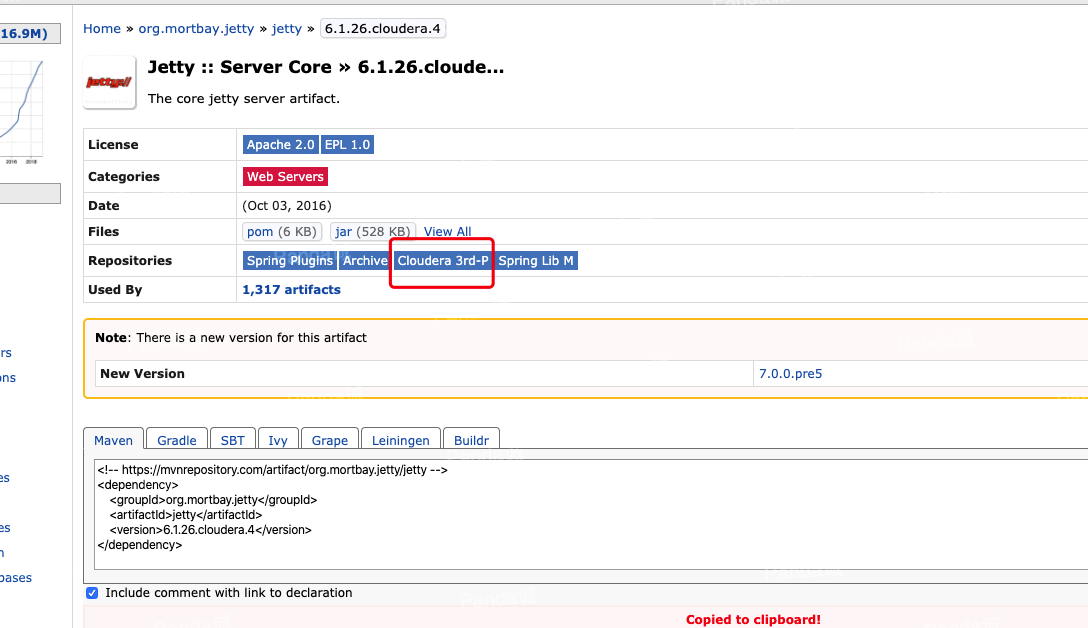 16.9M)
Home » org.mortbay.jetty » jetty » 6.1.26.cloudera.4
jetty://
Jetty :: Server Core » 6.1.26.cloude...
The core jetty server artifact.
2016 2018
License Apache 2.0 EPL 1.0
Categories Web Servers
Date (Oct 03, 2016)
Files pom (6 KB) jar (528 KB) View All
Repositories Spring Plugins Archive Cloudera 3rd-P Spring Lib M
Used By 1,317 artifacts
Note: There is a new version for this artifact
rs
New Version 7.0.0.pre5
ons
Maven Gradle SBT Ivy Grape Leiningen Buildr
<!-- https://mvnrepository.com/artifact/org.mortbay.jetty/jetty -->
es
<dependency>
<groupId>org.mortbay.jetty</groupId>
<artifactId>jetty</artifactId>
es
<version>6.1.26.cloudera.4</version>
</dependency>
n
bases
Include comment with link to declaration
Copied to clipboard!